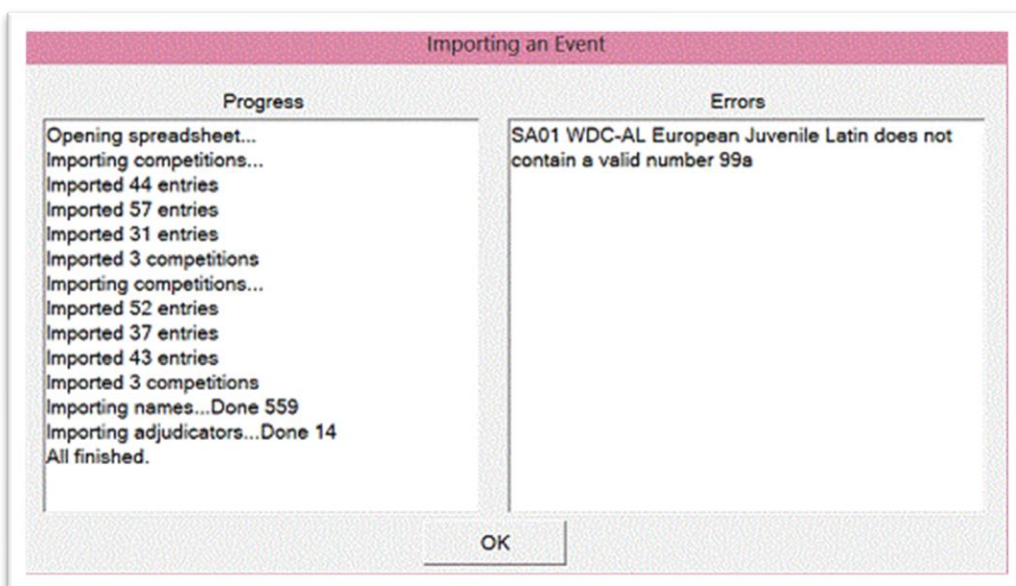 Importing an Event
Progress
Opening spreadsheet...
Importing competitions...
Imported 44 entries
Imported 57 entries
Imported 31 entries
Imported 3 competitions
Importing competitions...
Imported 52 entries
Imported 37 entries
Imported 43 entries
Imported 3 competitions
Importing names...Done 559
Importing adjudicators...Done 14
All finished.
Errors
SA01 WDC-AL European Juvenile Latin does not
contain a valid number 99a
OK